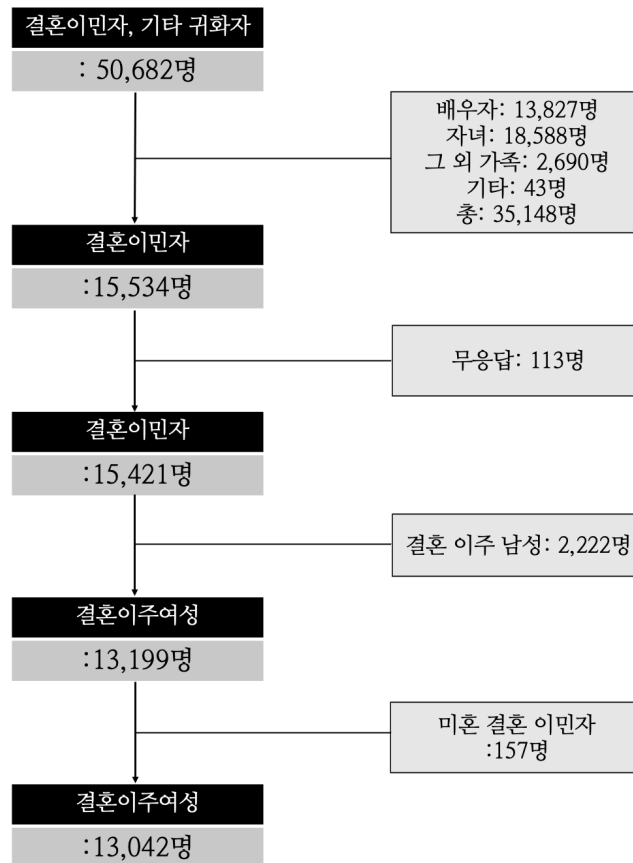 결혼이민자, 기타 귀화자
: 50,682명
배우자: 13,827명
자녀: 18,588명
그 외 가족: 2,690명
기타: 43명
총: 35,148명
결혼이민자
:15,534명
무응답: 113명
결혼이민자
:15,421명
결혼 이주 남성: 2,222명
결혼이주여성
:13,199명
미혼 결혼 이민자
:157명
결혼이주여성
:13,042명